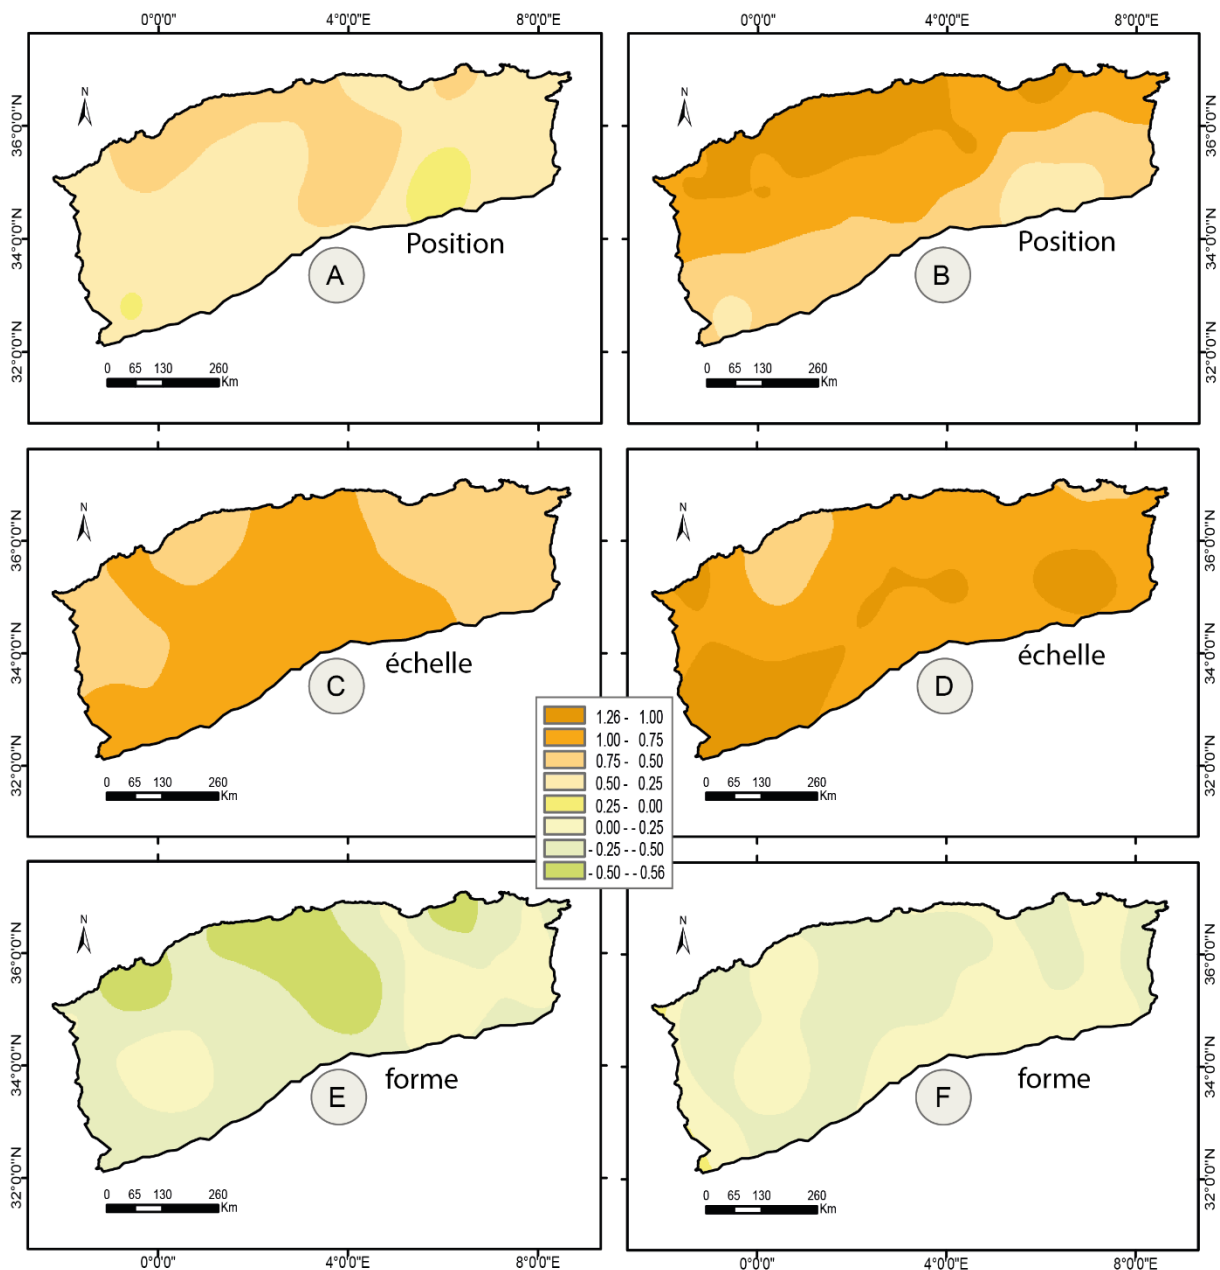 0°0'0" 4°0'0"E 8°0'0"E 0°0'0" 4°0'0"E 8°0'0"E
36°0'0"N 34°0'0"N 32°0'0"N
N
Position
A
0 65 130 260
Km
N
Position
B
0 65 130 260
Km
36°0'0"N 34°0'0"N 32°0'0"N
36°0'0"N 34°0'0"N 32°0'0"N
N
échelle
C
0 65 130 260
Km
N
échelle
D
0 65 130 260
Km
36°0'0"N 34°0'0"N 32°0'0"N
1.26 - 1.00
1.00 - 0.75
0.75 - 0.50
0.50 - 0.25
0.25 - 0.00
0.00 - -0.25
-0.25 - -0.50
-0.50 - -0.56
36°0'0"N 34°0'0"N 32°0'0"N
N
forme
E
0 65 130 260
Km
N
forme
F
0 65 130 260
Km
36°0'0"N 34°0'0"N 32°0'0"N
0°0'0" 4°0'0"E 8°0'0"E 0°0'0" 4°0'0"E 8°0'0"E